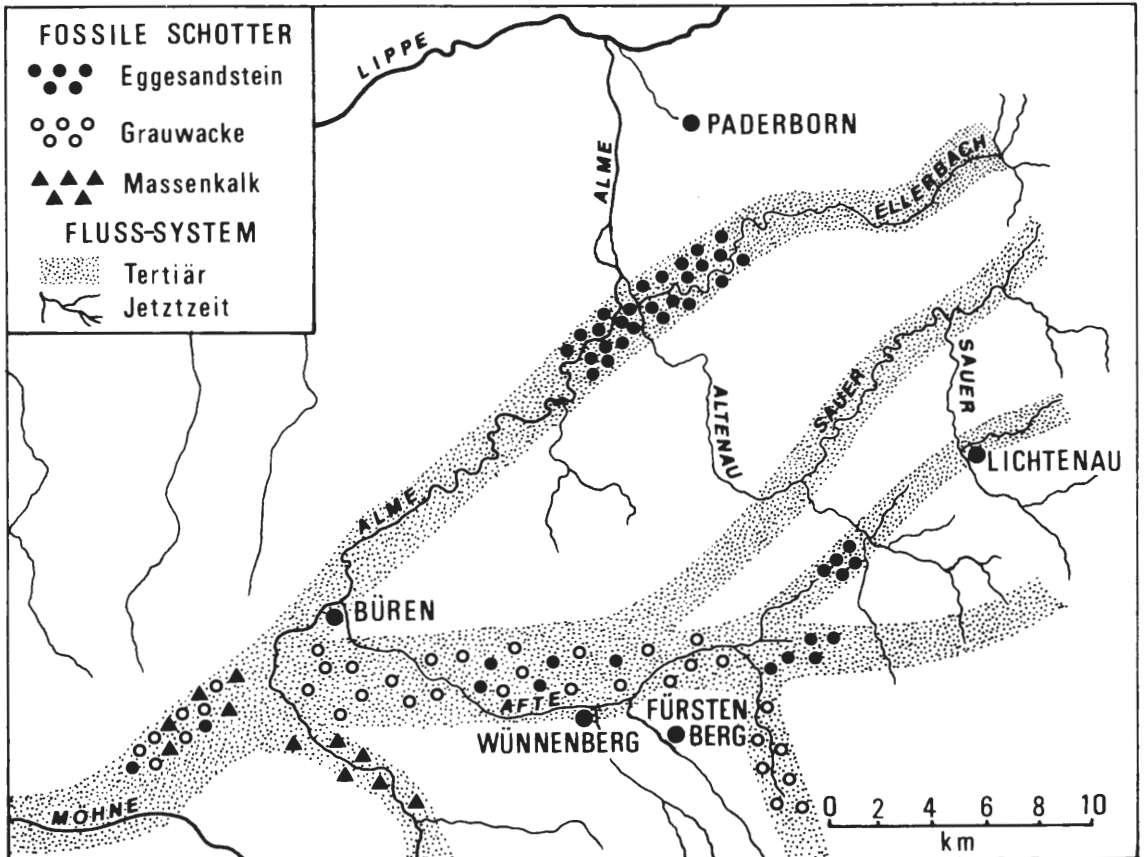 FOSSILE SCHOTTER
Eggesandstein
Grauwacke
Massenkalk
FLUSS-SYSTEM
Tertiär
Jetztzeit
LIPPE
PADERBORN
ALME
ELLERBACH
SAUER
SAUER
ALTENAU
LICHTENAU
ALME
BÜREN
AFTE
WÜNNENBERG
FÜRSTEN
BERG
MÖHNE
0 2 4 6 8 10
km